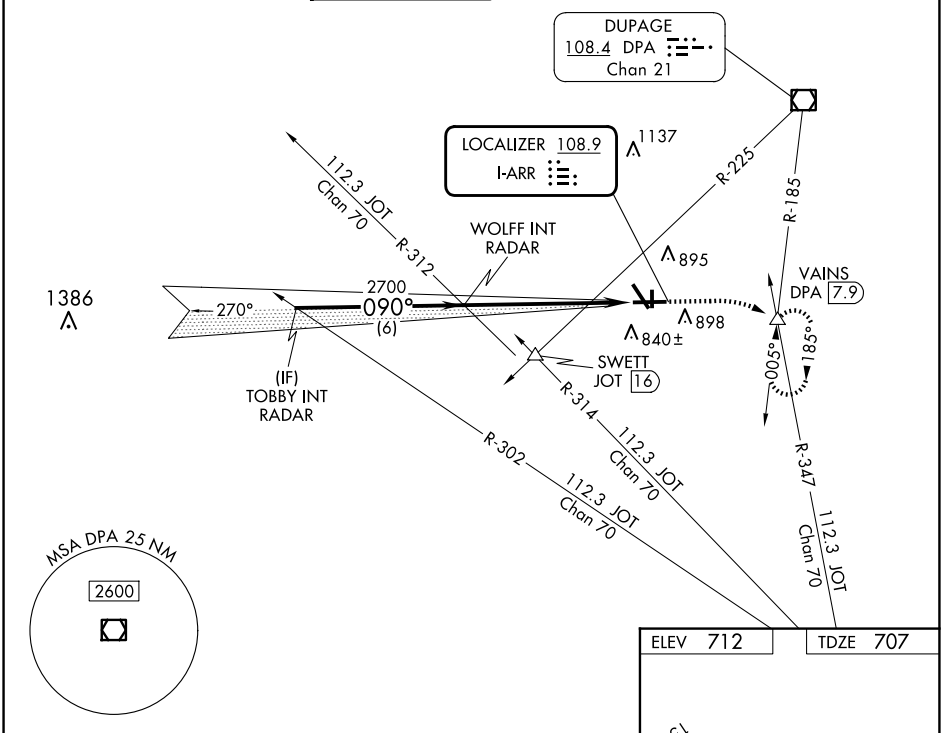 DUPAGE
108.4 DPA
Chan 21
LOCALIZER 108.9
I-ARR
1137
R-225
R-185
112.3 JOT
Chan 70
R-312
WOLFF INT
RADAR
895
VAINS
DPA 7.9
1386
270°
2700
090°
(6)
898
840±
005°
185°
SWETT
JOT 16
(IF)
TOBBY INT
RADAR
R-314
112.3 JOT
Chan 70
R-302
112.3 JOT
Chan 70
R-347
112.3 JOT
Chan 70
MSA DPA 25 NM
2600
ELEV 712
TDZE 707